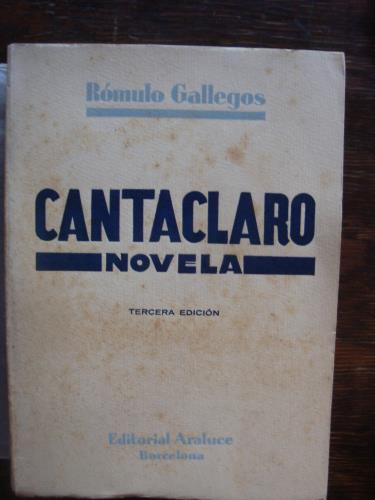 Rómulo Gallegos
CANTACLARO
NOVELA
TERCERA EDICIÓN
Editorial Araluce
Barcelona